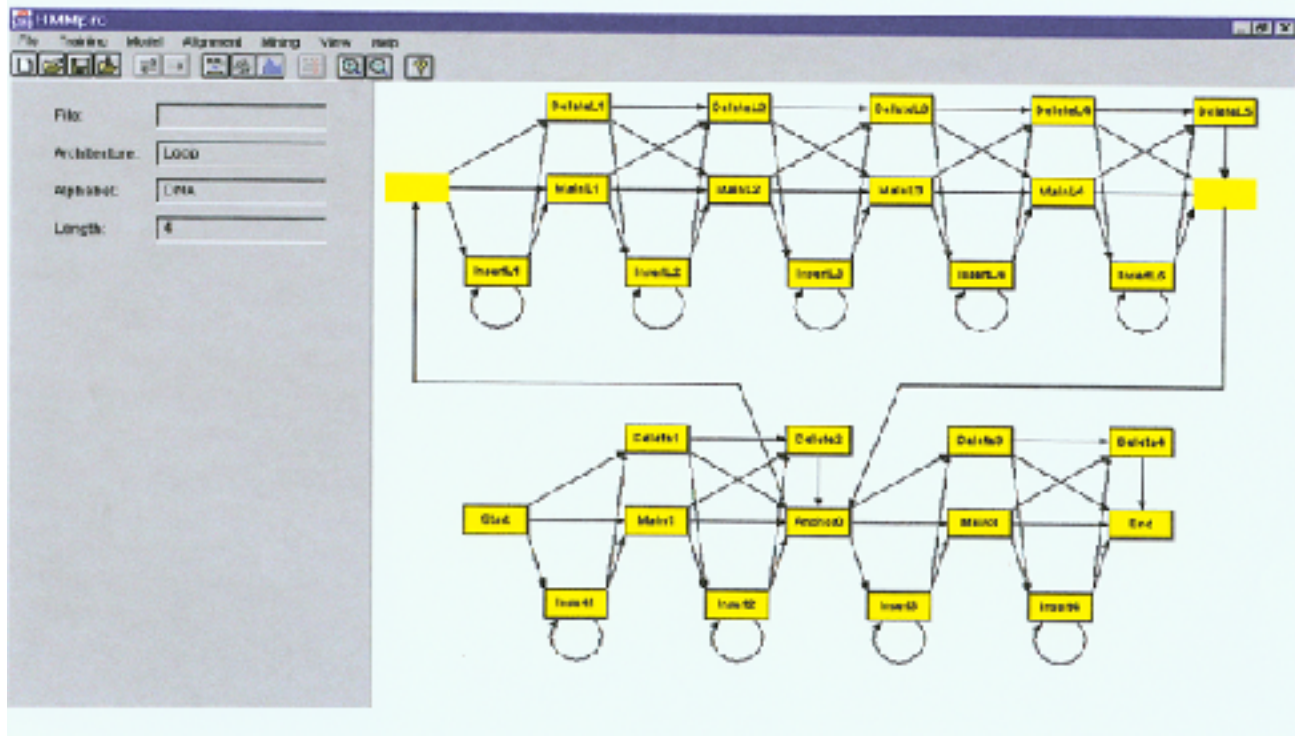 HMMpro
File Training Model Alignment Mining View Help
File:
Architecture: Loop
Alphabet: DNA
Length: 4
DeleteL1 DeleteL2 DeleteL3 DeleteL4 DeleteL5
MainL1 MainL2 MainL3 MainL4
InsertL1 InsertL2 InsertL3 InsertL4 InsertL5
Delete1 Delete2 Delete3 Delete4
Start Main1 End
Insert1 Insert2 Insert3 Insert4